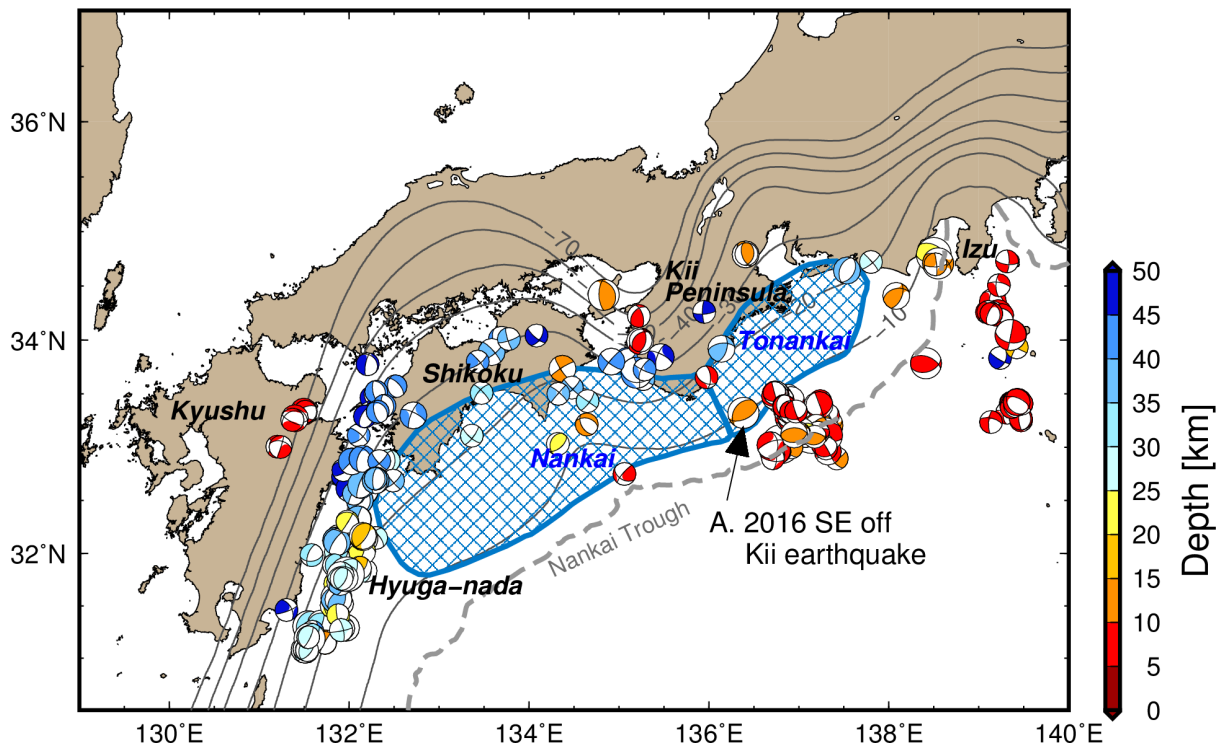 36˚N
34˚N
32˚N
130˚E
132˚E
134˚E
136˚E
138˚E
140˚E
−70
−40
−20
−10
Izu
Kii
Peninsula
Tonankai
Shikoku
Kyushu
Nankai
Nankai Trough
A. 2016 SE off
Kii earthquake
Hyuga−nada
50
45
40
35
30
25
20
15
10
5
0
Depth [km]